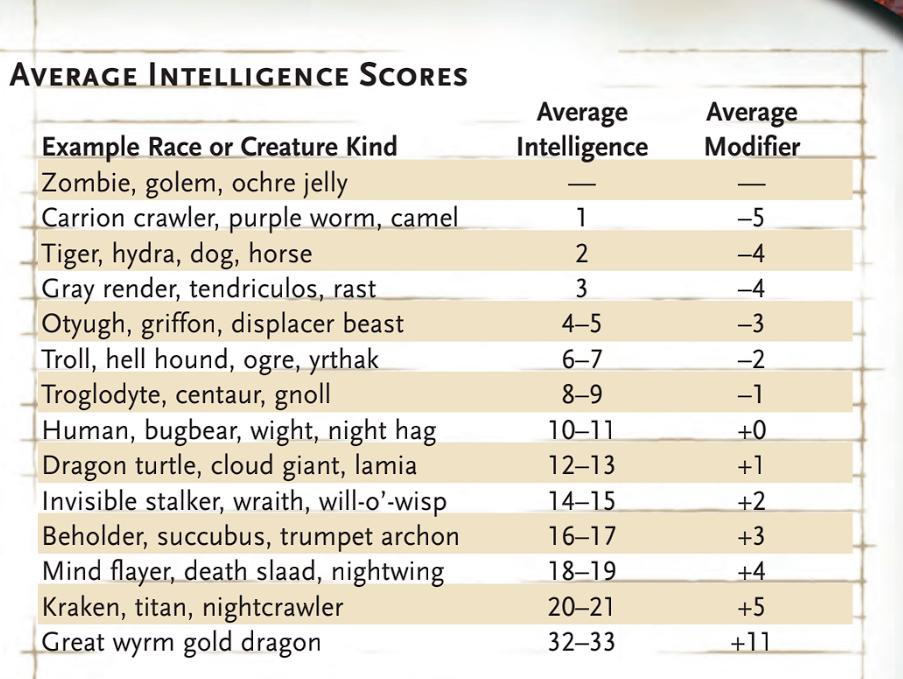 AVERAGE INTELLIGENCE SCORES
Average Average
Example Race or Creature Kind Intelligence Modifier
Zombie, golem, ochre jelly — —
Carrion crawler, purple worm, camel 1 –5
Tiger, hydra, dog, horse 2 –4
Gray render, tendriculos, rast 3 –4
Otyugh, griffon, displacer beast 4–5 –3
Troll, hell hound, ogre, yrthak 6–7 –2
Troglodyte, centaur, gnoll 8–9 –1
Human, bugbear, wight, night hag 10–11 +0
Dragon turtle, cloud giant, lamia 12–13 +1
Invisible stalker, wraith, will-o’-wisp 14–15 +2
Beholder, succubus, trumpet archon 16–17 +3
Mind flayer, death slaad, nightwing 18–19 +4
Kraken, titan, nightcrawler 20–21 +5
Great wyrm gold dragon 32–33 +11